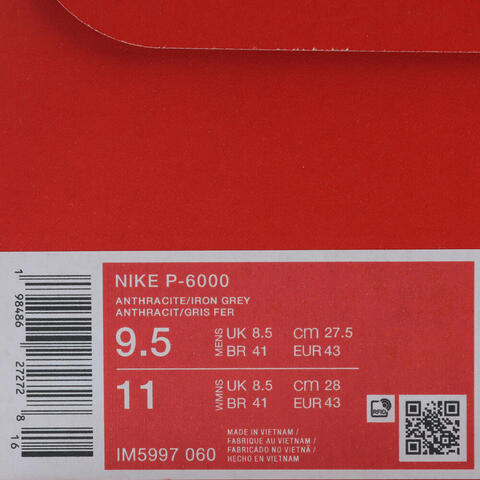 1 98486 27272 8
16
NIKE P-6000
ANTHRACITE/IRON GREY
ANTHRACIT/GRIS FER
9.5 MENS UK 8.5 CM 27.5
BR 41 EUR 43
11 WMNS UK 8.5 CM 28
BR 41 EUR 43
RFID
MADE IN VIETNAM /
FABRIQUE AU VIETNAM /
FABRICADO NO VIETNÃ /
HECHO EN VIETNAM
IM5997 060